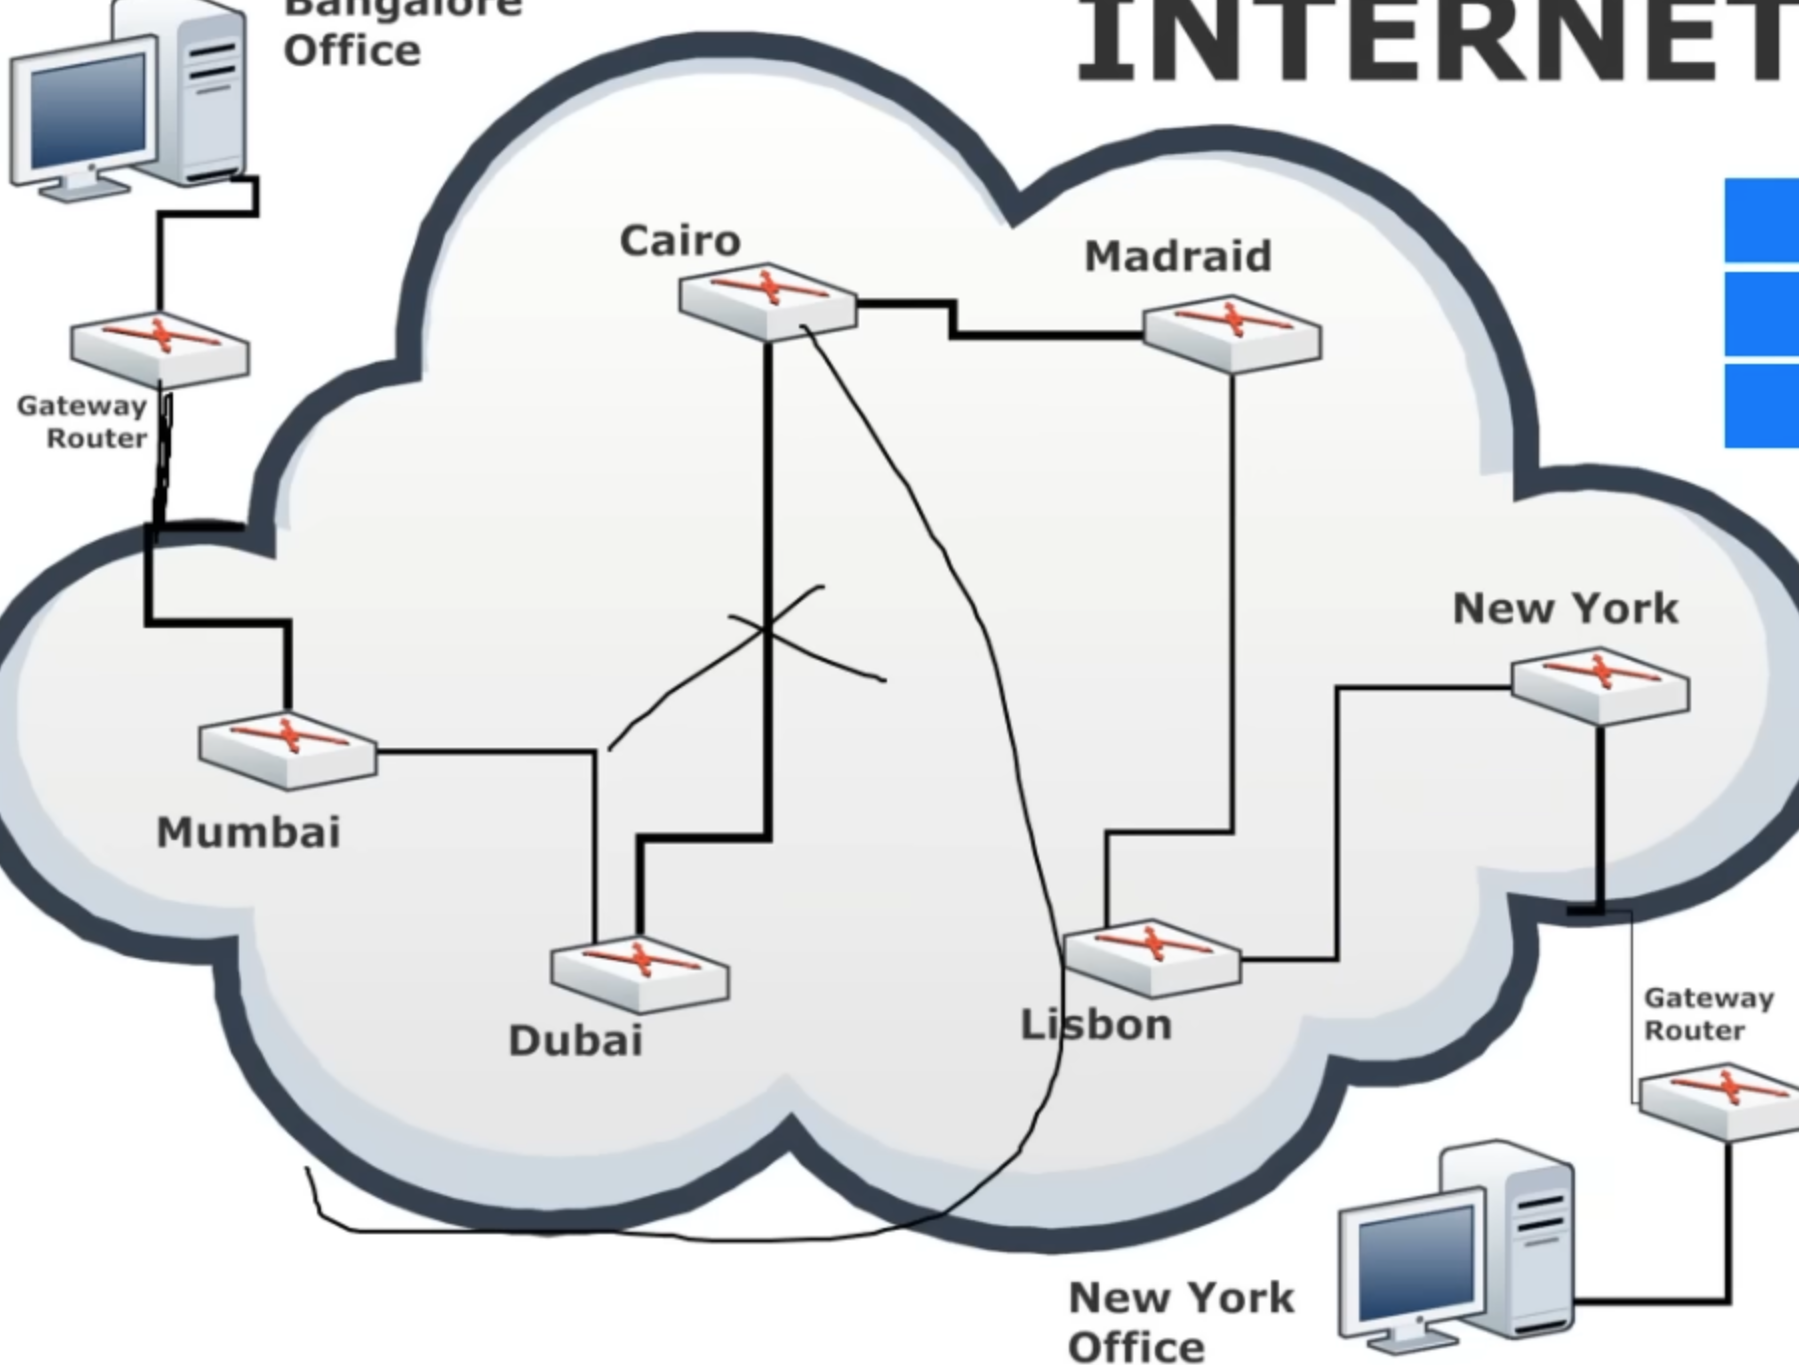 Bangalore
Office
INTERNET
Cairo
Madraid
Gateway
Router
New York
Mumbai
Dubai
Lisbon
Gateway
Router
New York
Office